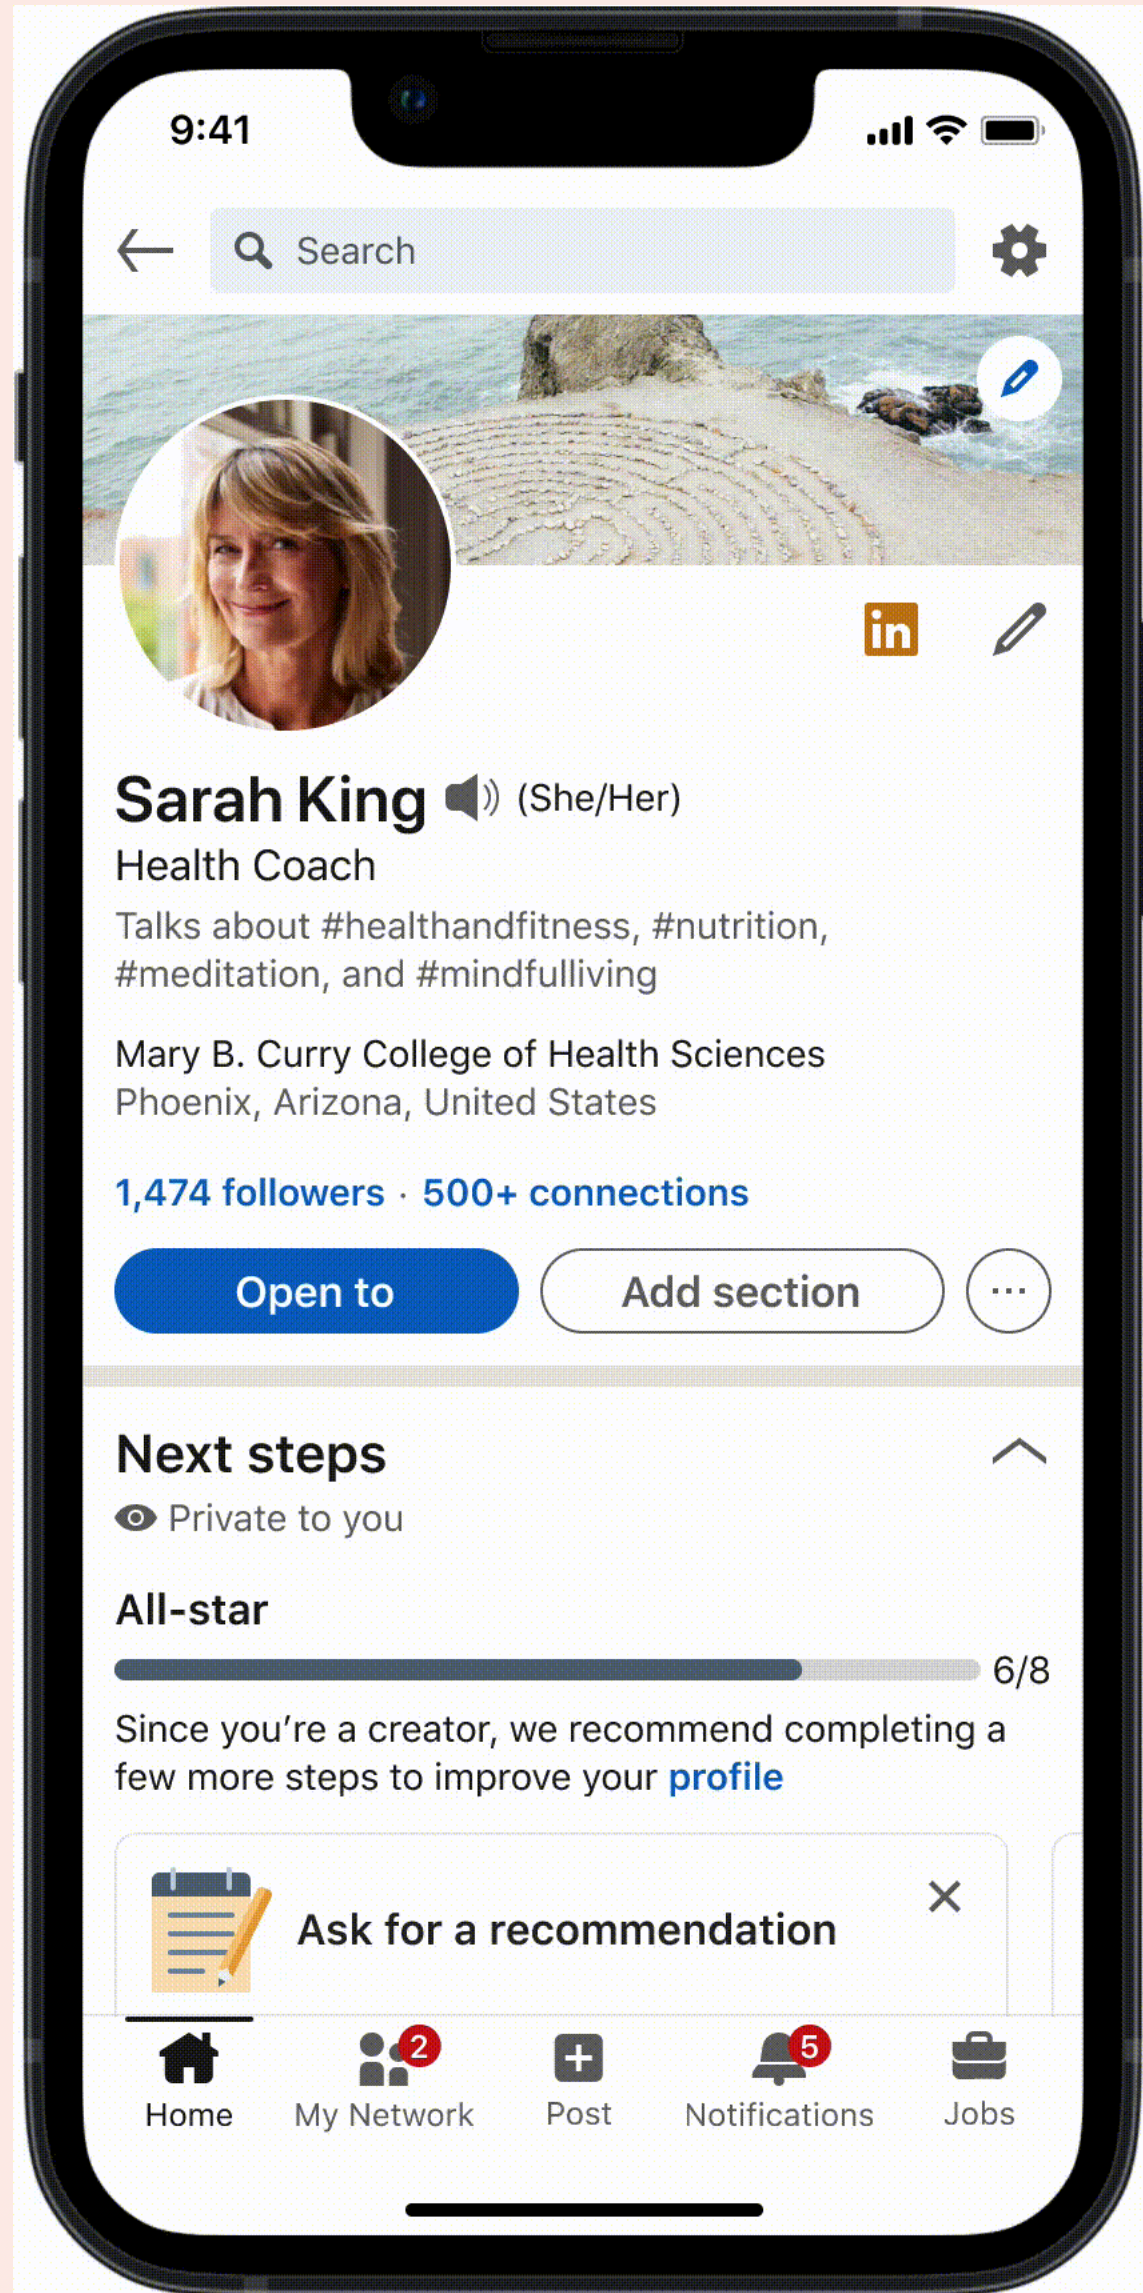 9:41
Search
in
Sarah King (She/Her)
Health Coach
Talks about #healthandfitness, #nutrition,
#meditation, and #mindfulliving
Mary B. Curry College of Health Sciences
Phoenix, Arizona, United States
1,474 followers · 500+ connections
Open to
Add section
...
Next steps
Private to you
All-star
6/8
Since you're a creator, we recommend completing a
few more steps to improve your profile
Ask for a recommendation
2
5
Home
My Network
Post
Notifications
Jobs